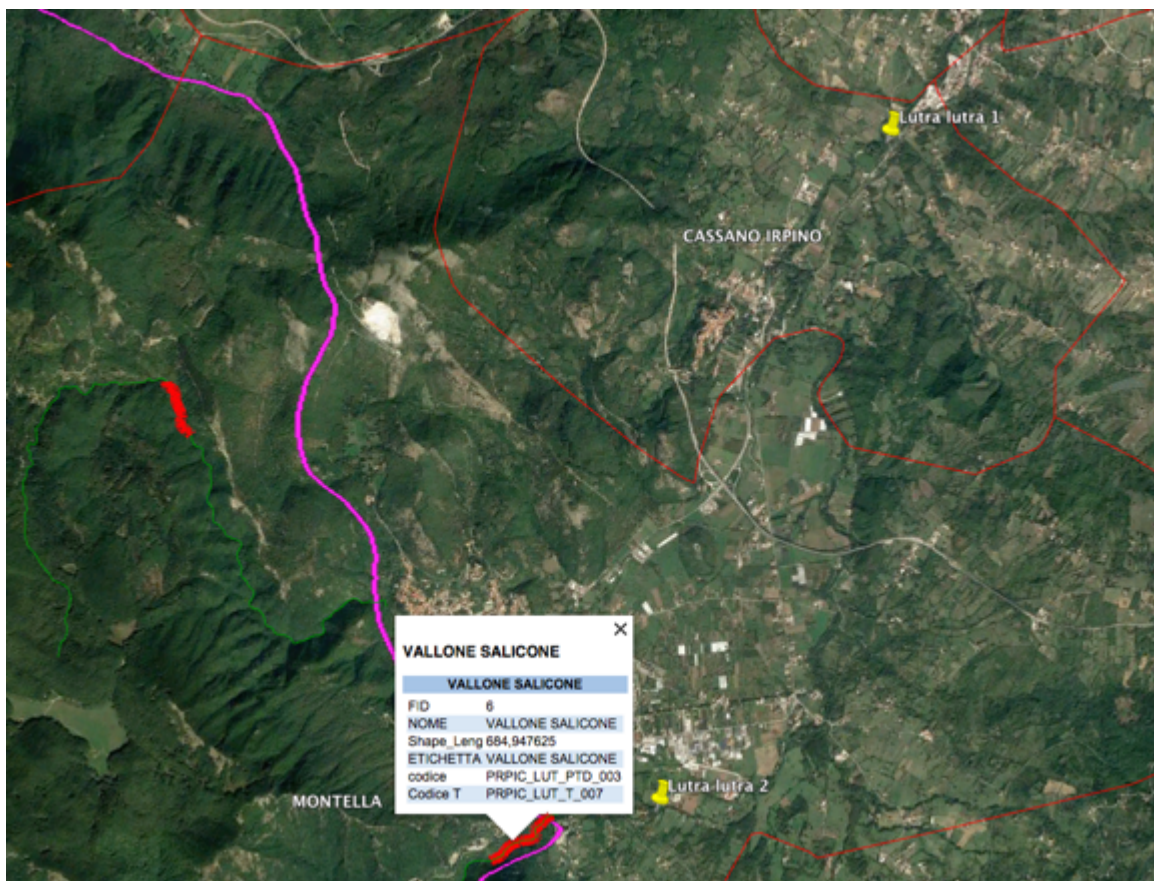 Lutra lutra 1
CASSANO IRPINO
×
VALLONE SALICONE
VALLONE SALICONE
FID 6
NOME VALLONE SALICONE
Shape_Leng 684,947625
ETICHETTA VALLONE SALICONE
codice PRPIC_LUT_PTD_003
Codice T PRPIC_LUT_T_007
Lutra lutra 2
MONTELLA